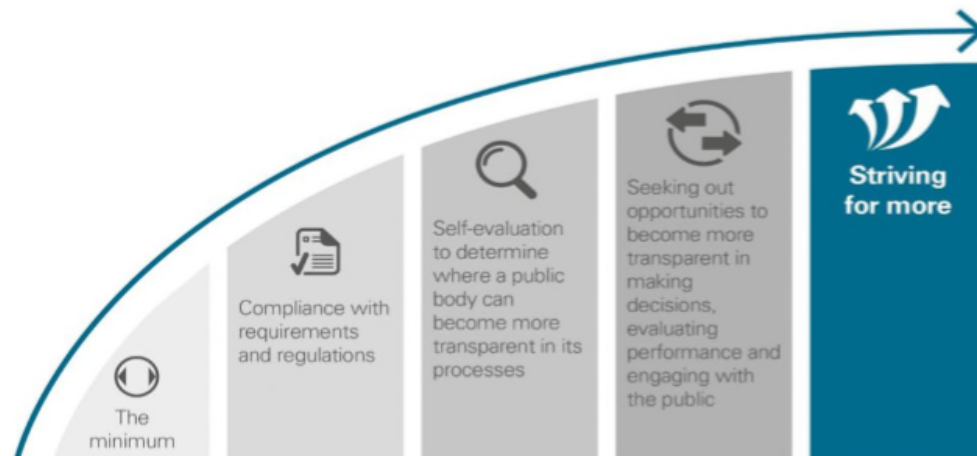 The
minimum
Compliance with
requirements
and regulations
Self-evaluation
to determine
where a public
body can
become more
transparent in its
processes
Seeking out
opportunities to
become more
transparent in
making
decisions,
evaluating
performance and
engaging with
the public
Striving
for more